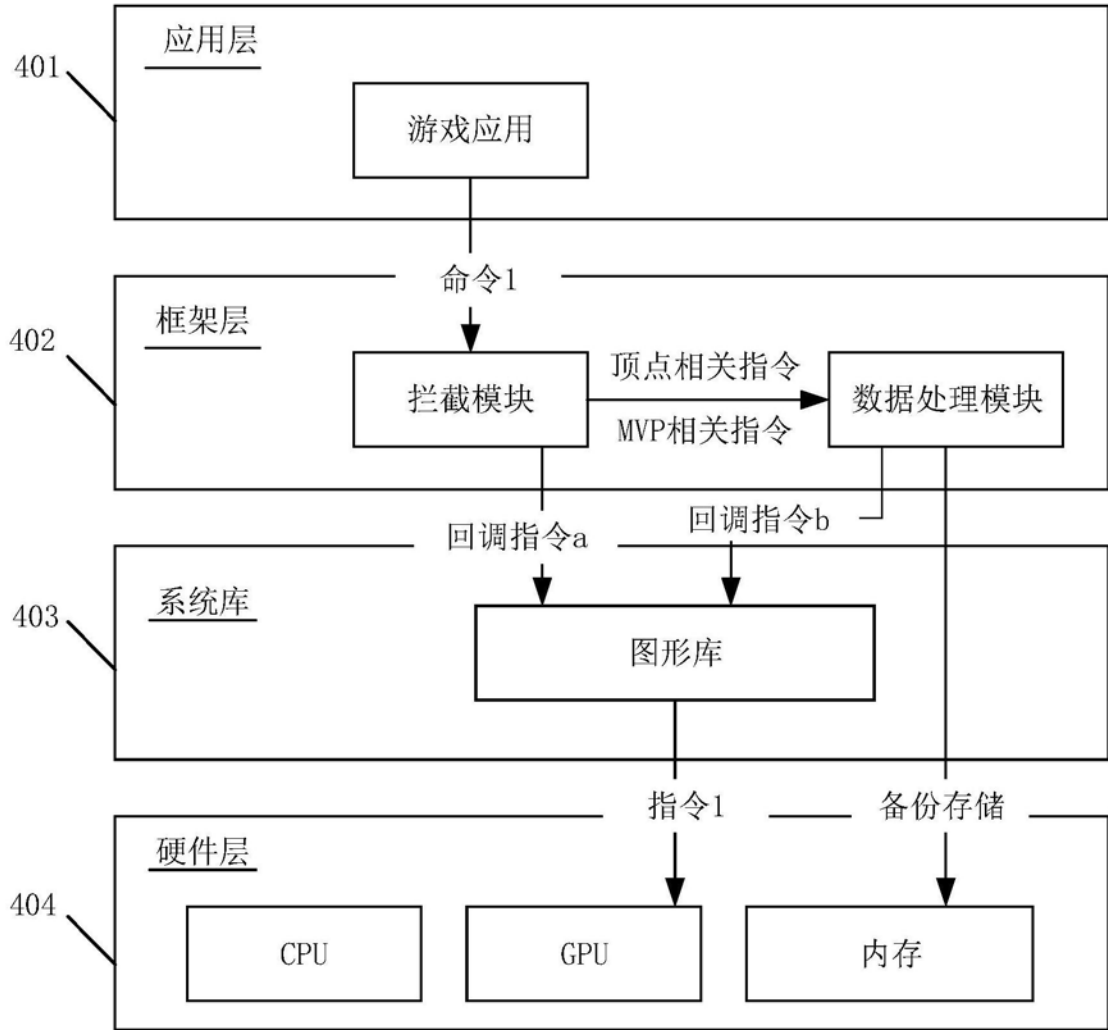 应用层
401
游戏应用
命令1
框架层
402
拦截模块
顶点相关指令
MVP相关指令
数据处理模块
回调指令a
回调指令b
系统库
403
图形库
指令1
备份存储
硬件层
404
CPU
GPU
内存